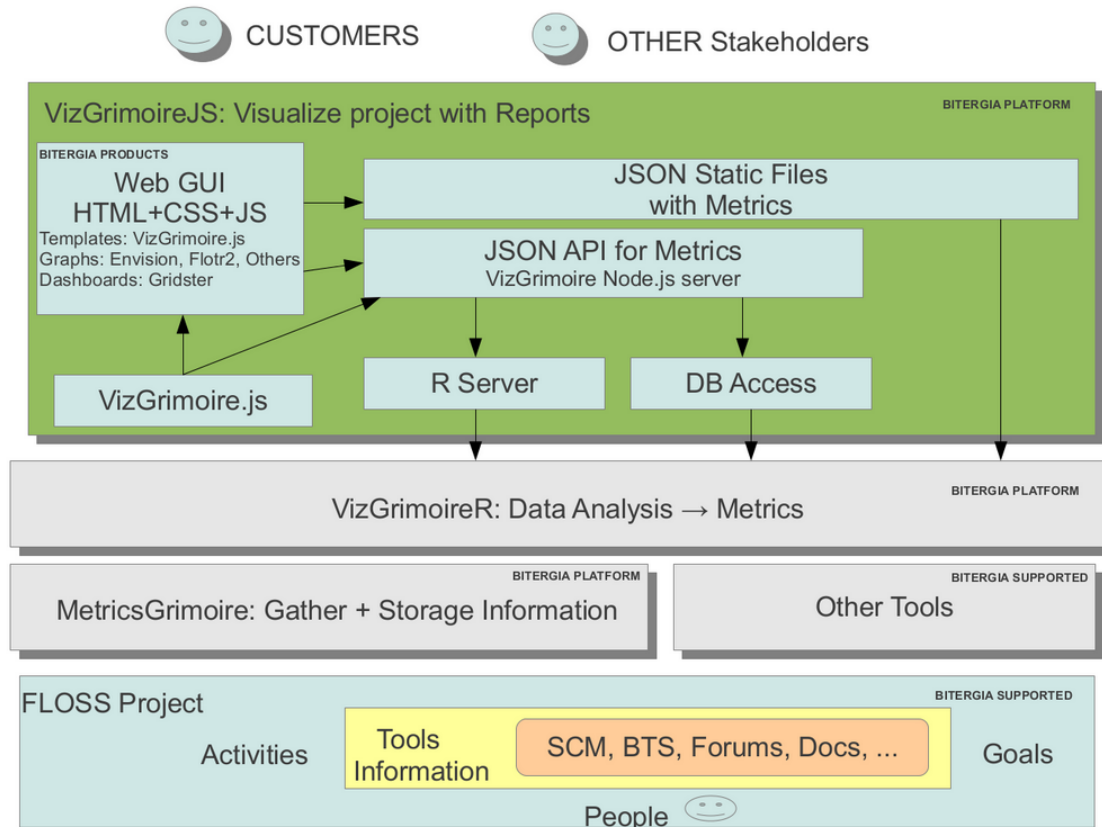 CUSTOMERS
OTHER Stakeholders
VizGrimoireJS: Visualize project with Reports
BITERGIA PLATFORM
BITERGIA PRODUCTS
Web GUI
HTML+CSS+JS
Templates: VizGrimoire.js
Graphs: Envision, Flotr2, Others
Dashboards: Gridster
JSON Static Files
with Metrics
JSON API for Metrics
VizGrimoire Node.js server
VizGrimoire.js
R Server
DB Access
VizGrimoireR: Data Analysis → Metrics
BITERGIA PLATFORM
BITERGIA PLATFORM
MetricsGrimoire: Gather + Storage Information
BITERGIA SUPPORTED
Other Tools
FLOSS Project
BITERGIA SUPPORTED
Activities
Tools
Information
SCM, BTS, Forums, Docs, ...
Goals
People